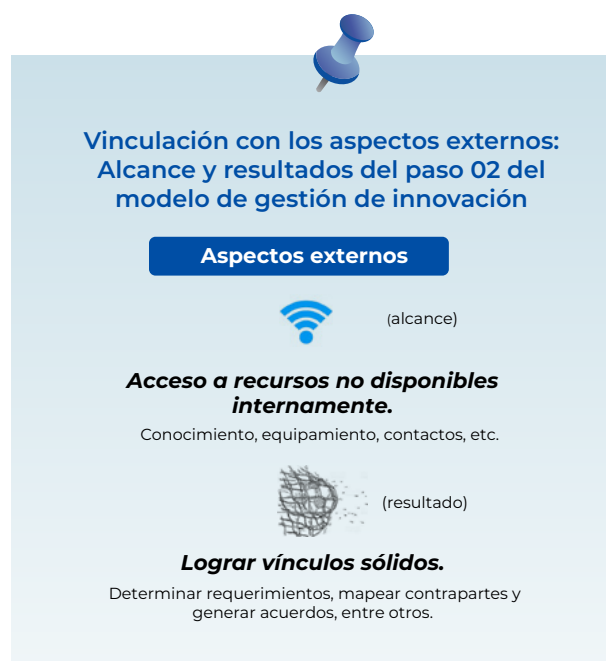 Vinculación con los aspectos externos:
Alcance y resultados del paso 02 del
modelo de gestión de innovación
Aspectos externos
(alcance)
Acceso a recursos no disponibles
internamente.
Conocimiento, equipamiento, contactos, etc.
(resultado)
Lograr vínculos sólidos.
Determinar requerimientos, mapear contrapartes y
generar acuerdos, entre otros.